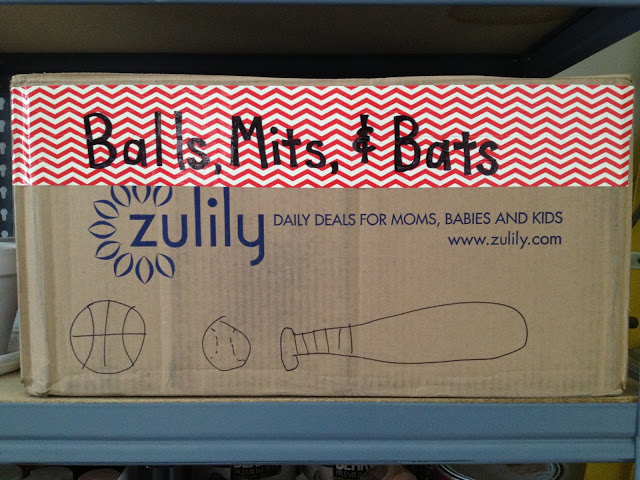 Balls, Mits, & Bats
zulily DAILY DEALS FOR MOMS, BABIES AND KIDS
www.zulily.com